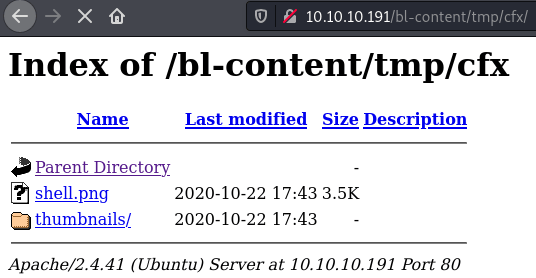 10.10.10.191/bl-content/tmp/cfx/
Index of /bl-content/tmp/cfx
Name Last modified Size Description
Parent Directory -
shell.png 2020-10-22 17:43 3.5K
thumbnails/ 2020-10-22 17:43 -
Apache/2.4.41 (Ubuntu) Server at 10.10.10.191 Port 80